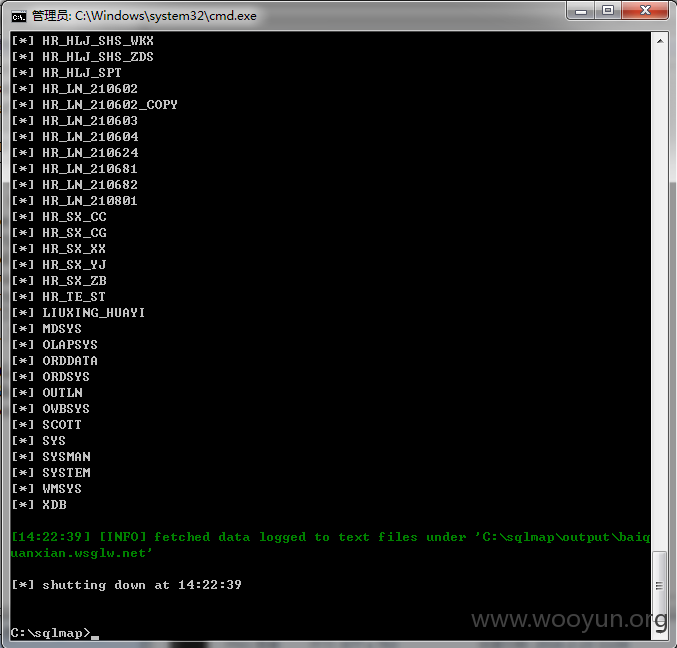 管理员: C:\Windows\system32\cmd.exe
[*] HR_HLJ_SHS_WKX
[*] HR_HLJ_SHS_ZDS
[*] HR_HLJ_SPT
[*] HR_LN_210602
[*] HR_LN_210602_COPY
[*] HR_LN_210603
[*] HR_LN_210604
[*] HR_LN_210624
[*] HR_LN_210681
[*] HR_LN_210682
[*] HR_LN_210801
[*] HR_SX_CC
[*] HR_SX_CG
[*] HR_SX_XX
[*] HR_SX_YJ
[*] HR_SX_ZB
[*] HR_TE_ST
[*] LIUXING_HUAYI
[*] MDSYS
[*] OLAPSYS
[*] ORDDATA
[*] ORDSYS
[*] OUTLN
[*] OWBSYS
[*] SCOTT
[*] SYS
[*] SYSMAN
[*] SYSTEM
[*] WMSYS
[*] XDB
[14:22:39] [INFO] fetched data logged to text files under 'C:\sqlmap\output\baiq
uanxian.wsglw.net'
[*] shutting down at 14:22:39
C:\sqlmap>_
www.wooyun.org